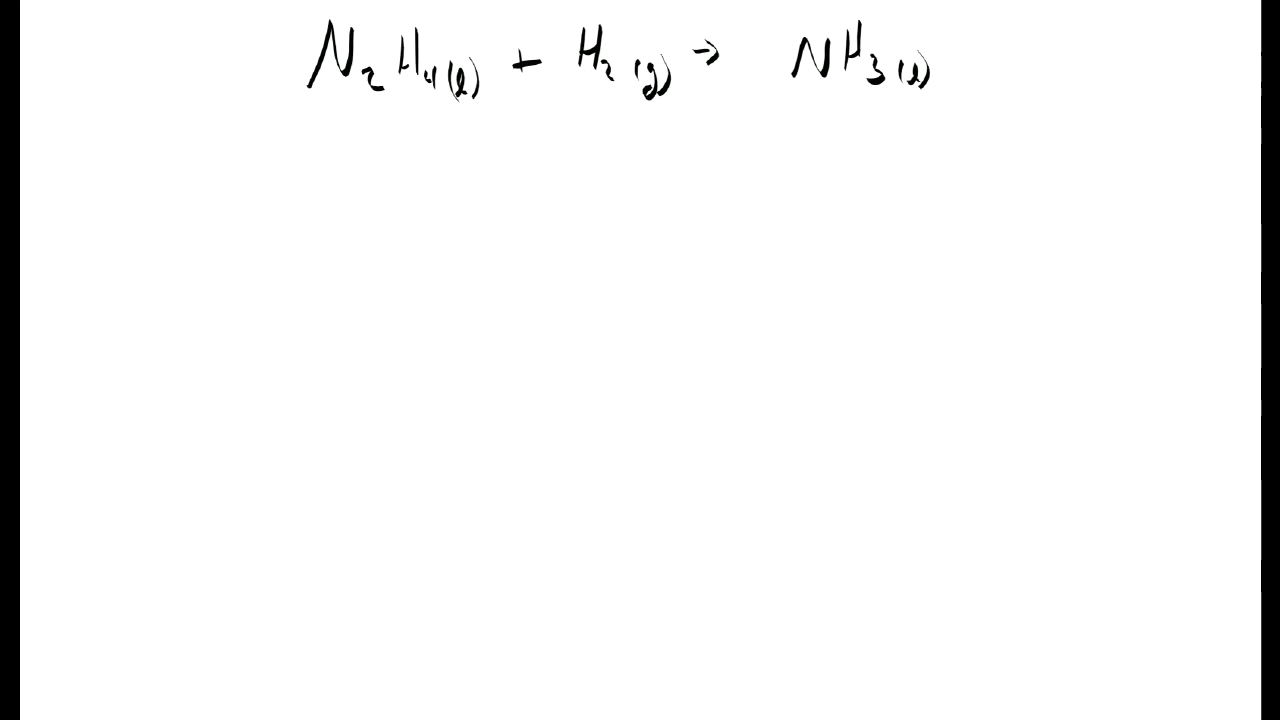 N₂H₄(l) + H₂(g) → NH₃(l)